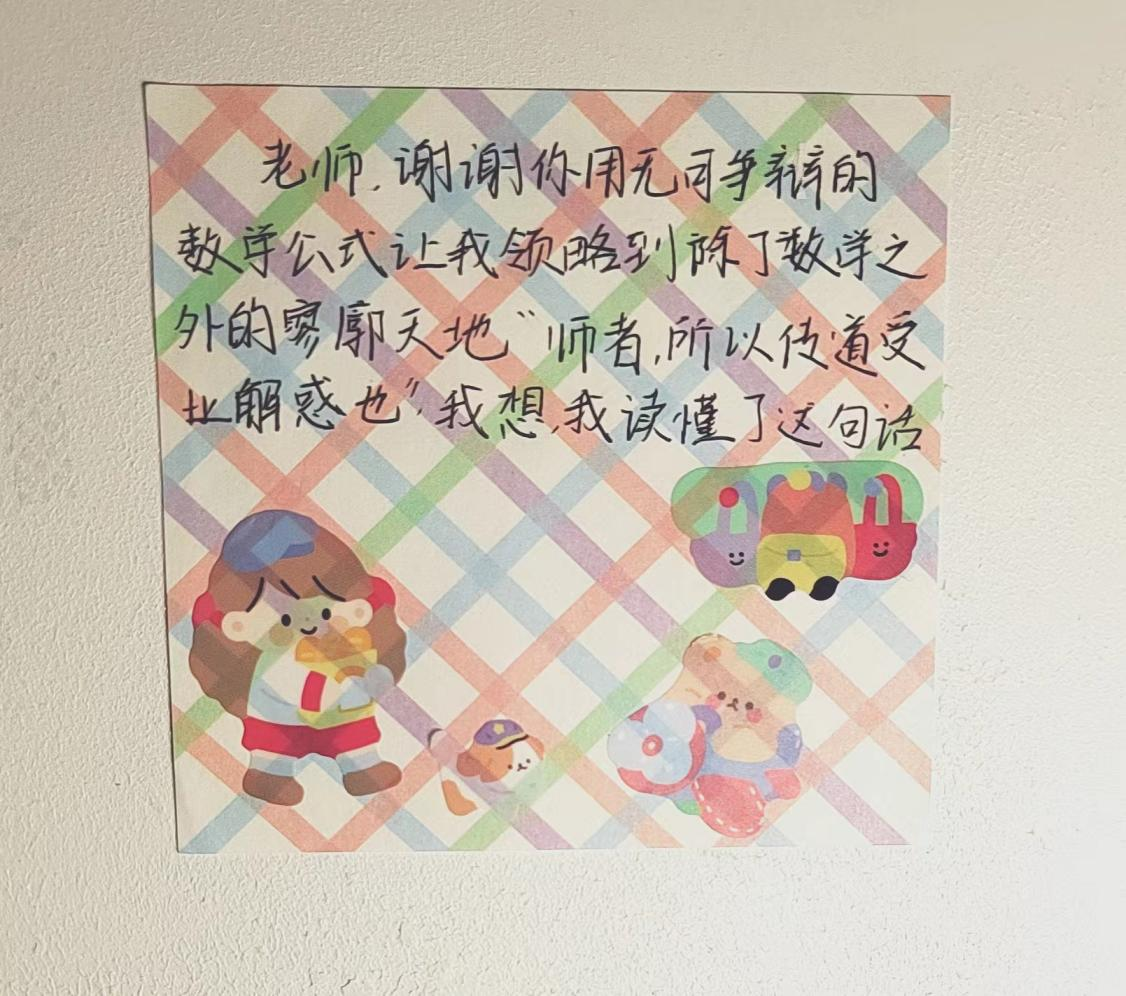 老师,谢谢你用无可争辩的
数学公式让我领略到除了数学之
外的寥廓天地“师者,所以传道受
业解惑也”,我想,我读懂了这句话